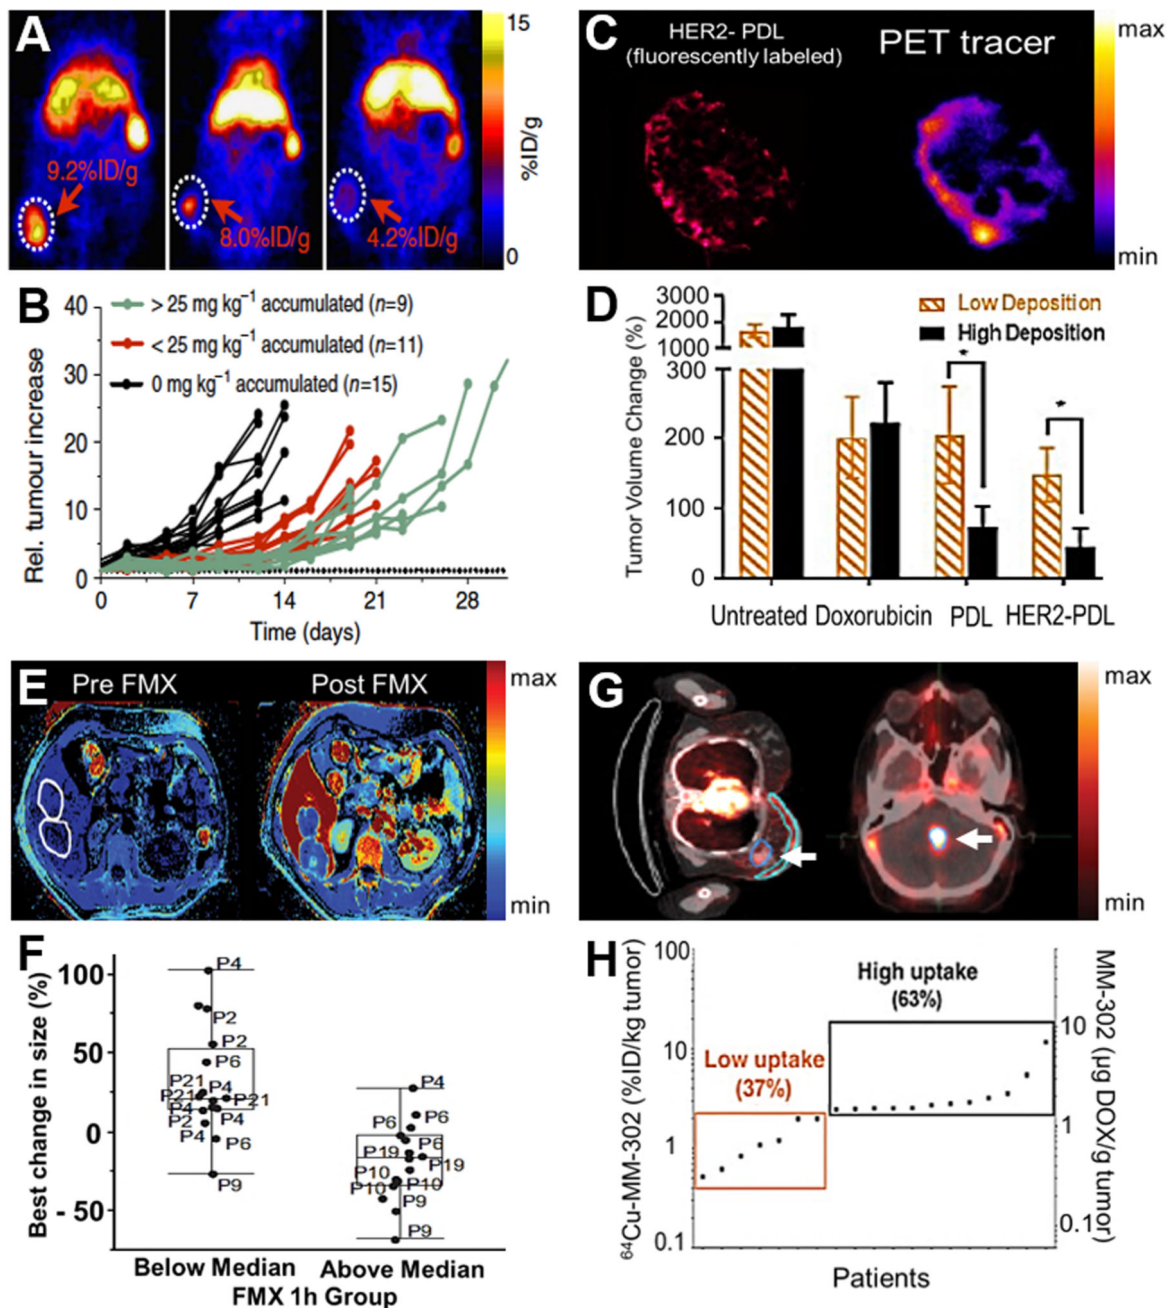 A
9.2%ID/g
8.0%ID/g
4.2%ID/g
15
%ID/g
0
B
Rel. tumour increase
40
30
20
10
0
> 25 mg kg⁻¹ accumulated (n=9)
< 25 mg kg⁻¹ accumulated (n=11)
0 mg kg⁻¹ accumulated (n=15)
0 7 14 21 28
Time (days)
C
HER2- PDL
(fluorescently labeled)
PET tracer
max
min
D
Tumor Volume Change (%)
3000
2000
1000
300
200
100
0
Low Deposition
High Deposition
*
*
Untreated Doxorubicin PDL HER2-PDL
E
Pre FMX Post FMX
max
min
F
Best change in size (%)
100
50
0
- 50
P4
P2
P2
P6
P21
P4
P21
P21
P4
P4
P2
P4
P6
P9
P4
P6
P6
P6
P19
P19
P10
P10
P10
P9
P9
Below Median Above Median
FMX 1h Group
G
max
min
H
⁶⁴Cu-MM-302 (%ID/kg tumor)
100
10
1
0.1
Low uptake
(37%)
High uptake
(63%)
10
1
0.1
MM-302 (µg DOX/g tumor)
Patients